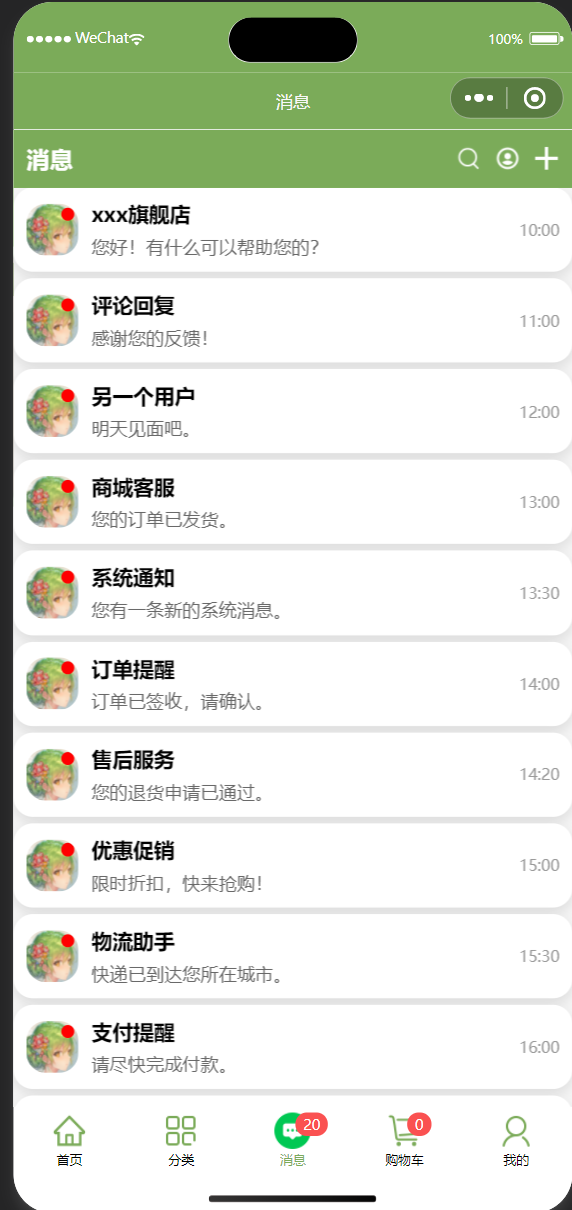 WeChat 100%
消息
消息
xxx旗舰店
您好！有什么可以帮助您的？
10:00
评论回复
感谢您的反馈！
11:00
另一个用户
明天见面吧。
12:00
商城客服
您的订单已发货。
13:00
系统通知
您有一条新的系统消息。
13:30
订单提醒
订单已签收，请确认。
14:00
售后服务
您的退货申请已通过。
14:20
优惠促销
限时折扣，快来抢购！
15:00
物流助手
快递已到达您所在城市。
15:30
支付提醒
请尽快完成付款。
16:00
20 0
首页 分类 消息 购物车 我的